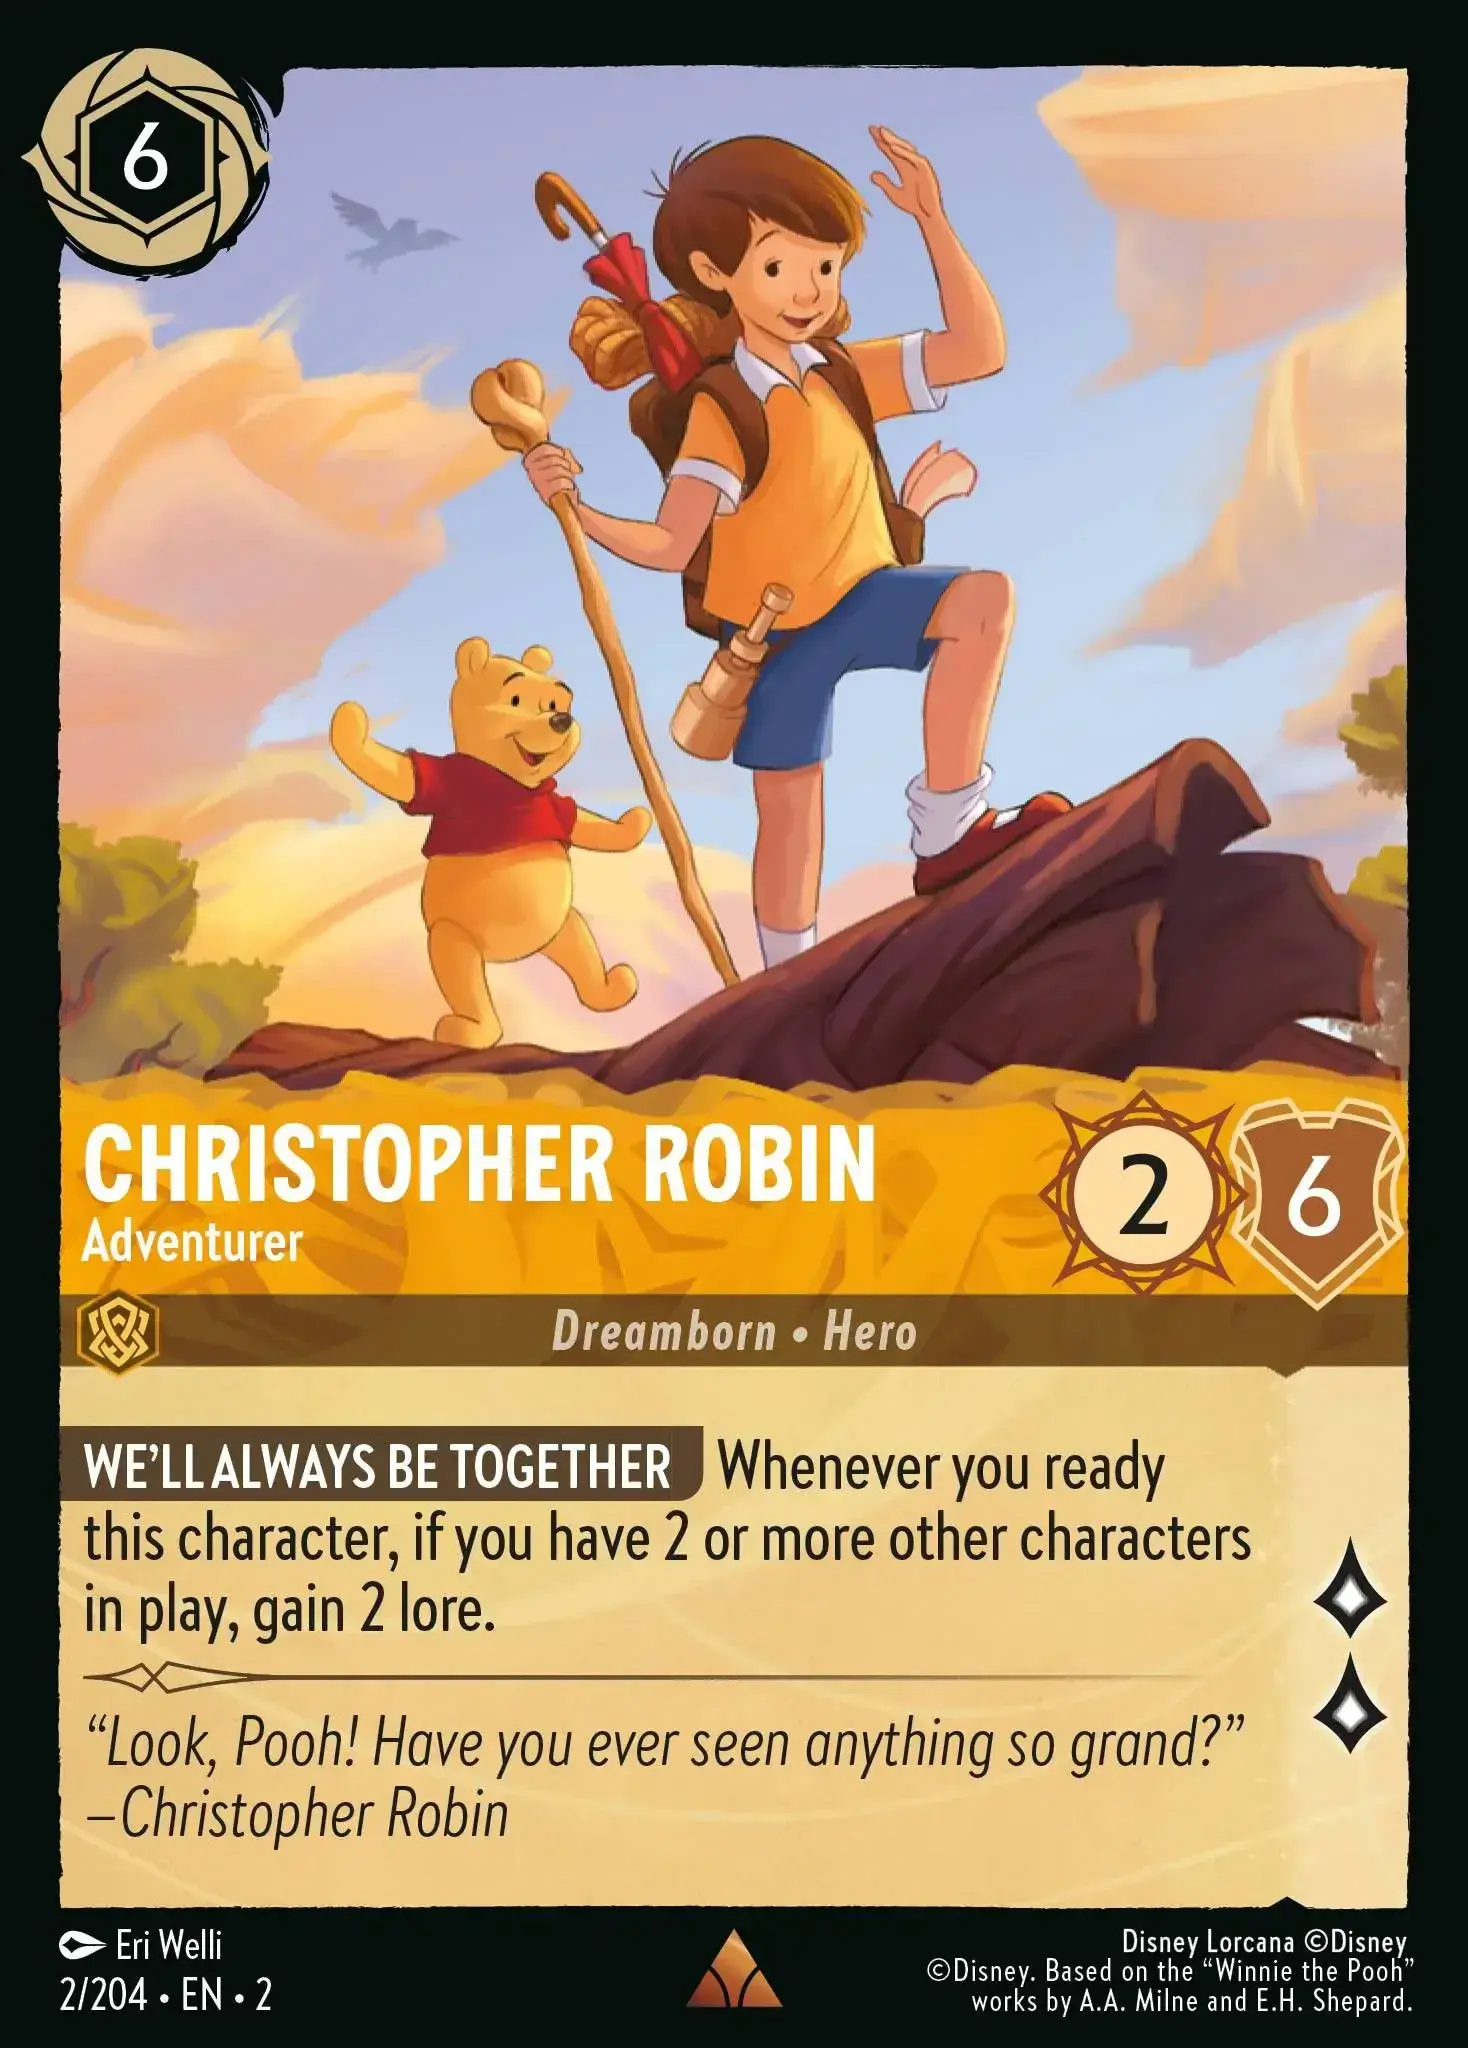 6
CHRISTOPHER ROBIN
Adventurer
2
6
Dreamborn • Hero
WE’LL ALWAYS BE TOGETHER Whenever you ready
this character, if you have 2 or more other characters
in play, gain 2 lore.
“Look, Pooh! Have you ever seen anything so grand?”
–Christopher Robin
Eri Welli
2/204 • EN • 2
Disney Lorcana ©Disney
©Disney. Based on the “Winnie the Pooh”
works by A.A. Milne and E.H. Shepard.